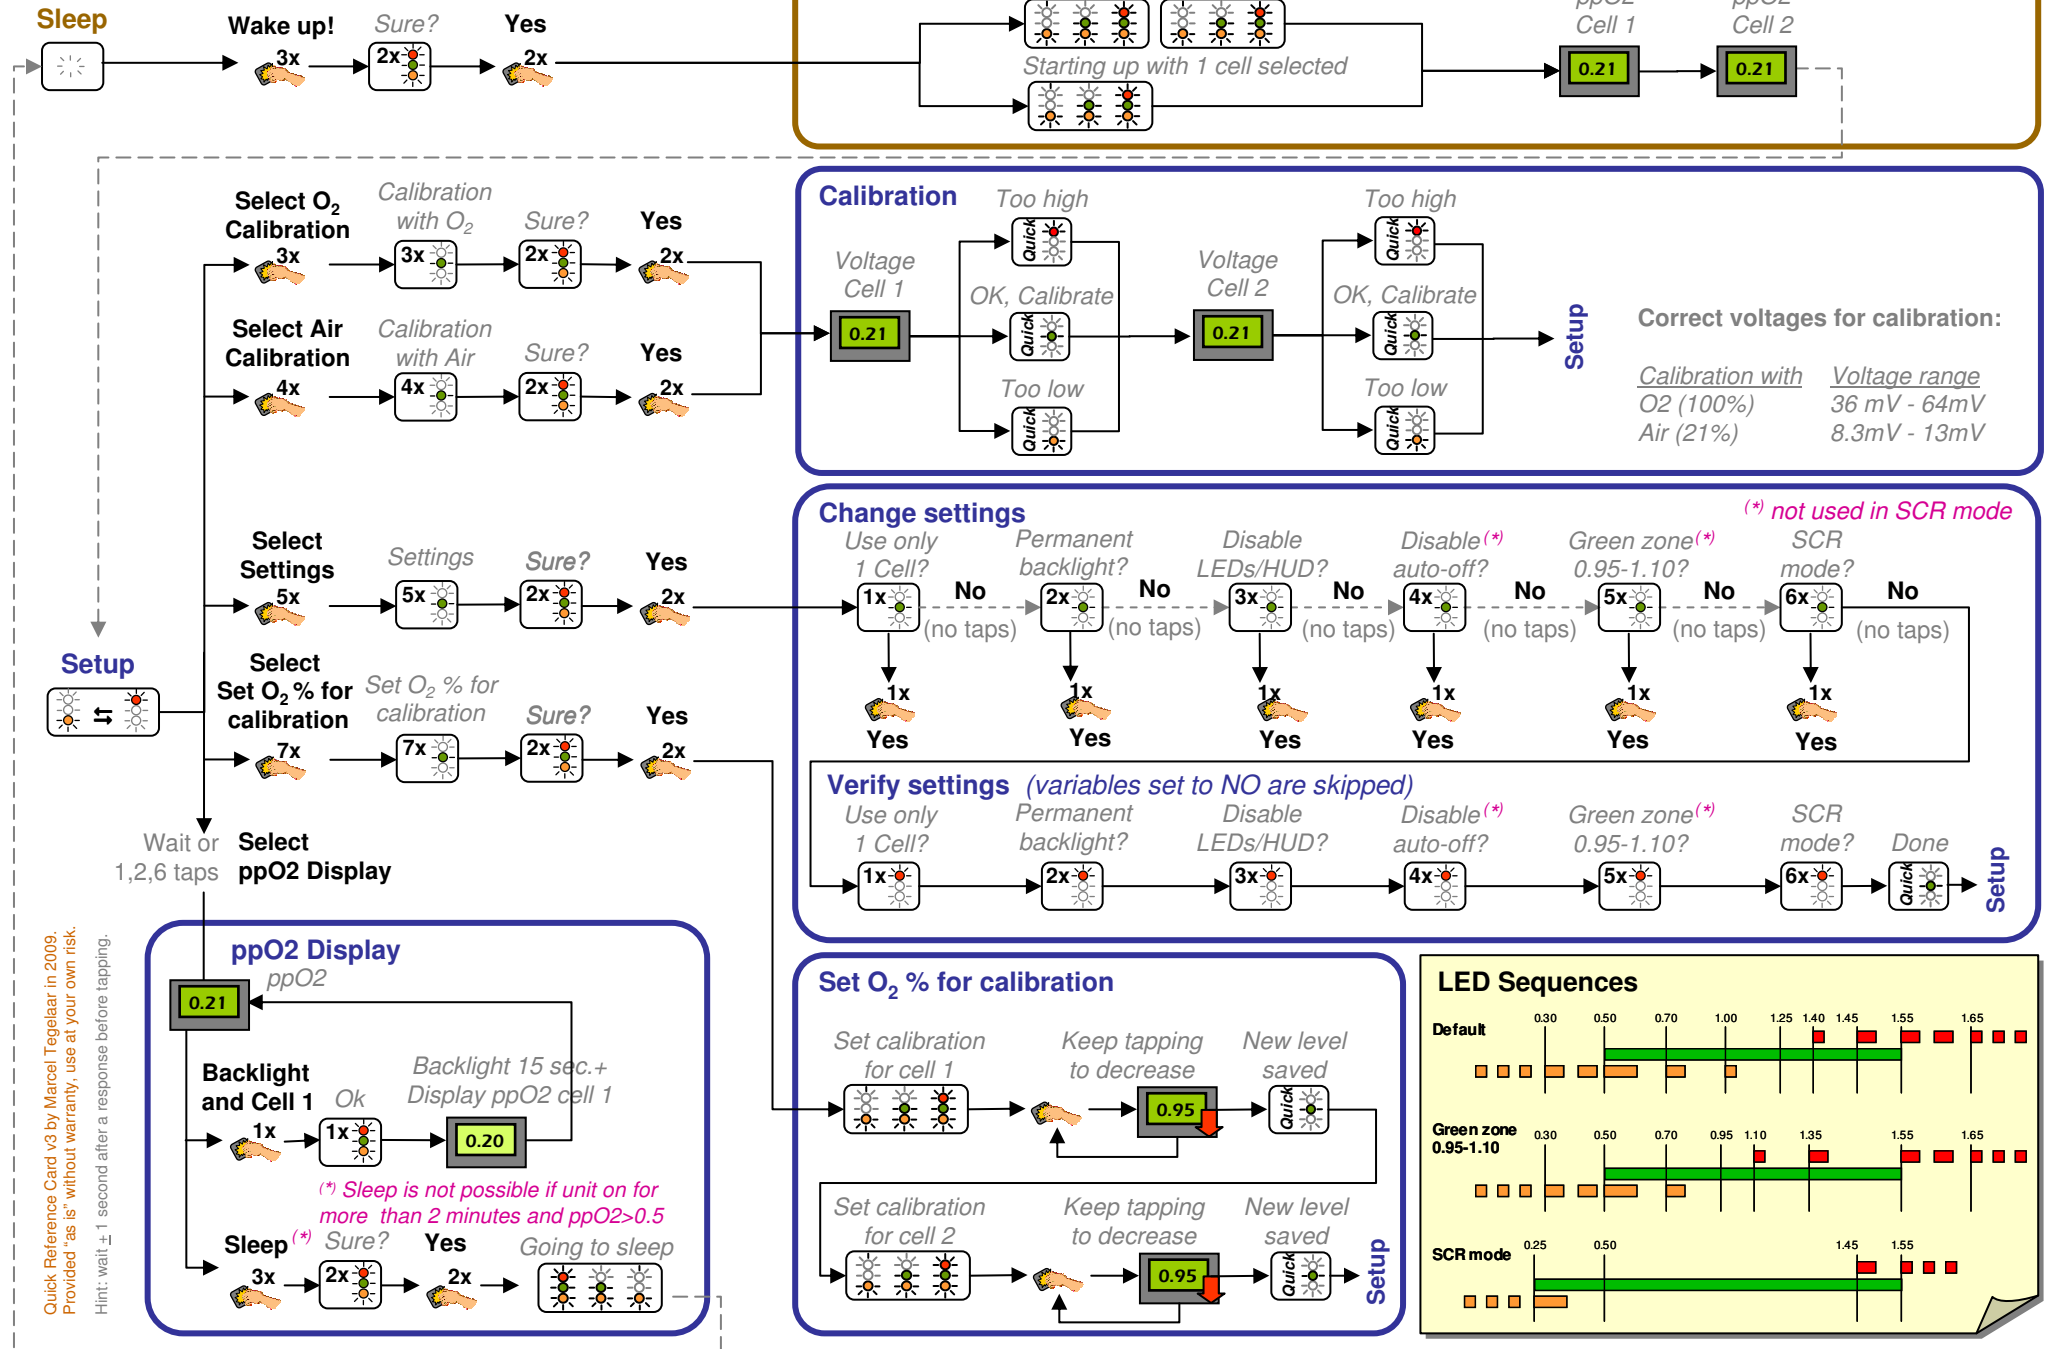 Sleep
Wake up!
3x
Sure?
2x
Yes
2x
Starting up with 1 cell selected
ppO2
Cell 1
0.21
ppO2
Cell 2
0.21
Select O2
Calibration
3x
Calibration
with O2
3x
Sure?
2x
Yes
2x
Select Air
Calibration
4x
Calibration
with Air
4x
Sure?
2x
Yes
2x
Calibration
Voltage
Cell 1
0.21
Too high
Quick
OK, Calibrate
Quick
Too low
Quick
Voltage
Cell 2
0.21
Too high
Quick
OK, Calibrate
Quick
Too low
Quick
Setup
Correct voltages for calibration:
Calibration with Voltage range
O2 (100%) 36 mV - 64mV
Air (21%) 8.3mV - 13mV
Select
Settings
5x
Settings
5x
Sure?
2x
Yes
2x
Setup
Select
Set O2 % for
calibration
7x
Set O2 % for
calibration
7x
Sure?
2x
Yes
2x
Change settings
(*) not used in SCR mode
Use only
1 Cell?
1x
No
(no taps)
1x
Yes
Permanent
backlight?
2x
No
(no taps)
1x
Yes
Disable
LEDs/HUD?
3x
No
(no taps)
1x
Yes
Disable(*)
auto-off?
4x
No
(no taps)
1x
Yes
Green zone(*)
0.95-1.10?
5x
No
(no taps)
1x
Yes
SCR
mode?
6x
No
(no taps)
1x
Yes
Verify settings (variables set to NO are skipped)
Use only
1 Cell?
1x
Permanent
backlight?
2x
Disable
LEDs/HUD?
3x
Disable(*)
auto-off?
4x
Green zone(*)
0.95-1.10?
5x
SCR
mode?
6x
Done
Quick
Setup
Wait or
1,2,6 taps
Select
ppO2 Display
Quick Reference Card v3 by Marcel Tegelaar in 2009.
Provided "as is" without warranty, use at your own risk.
Hint: wait ± 1 second after a response before tapping.
ppO2 Display
ppO2
0.21
Backlight
and Cell 1
1x
Ok
1x
Backlight 15 sec.+
Display ppO2 cell 1
0.20
(*) Sleep is not possible if unit on for
more than 2 minutes and ppO2>0.5
Sleep (*)
3x
Sure?
2x
Yes
2x
Going to sleep
Set O2 % for calibration
Set calibration
for cell 1
Keep tapping
to decrease
0.95
New level
saved
Quick
Set calibration
for cell 2
Keep tapping
to decrease
0.95
New level
saved
Quick
Setup
LED Sequences
Default
0.30 0.50 0.70 1.00 1.25 1.40 1.45 1.55 1.65
Green zone
0.95-1.10
0.30 0.50 0.70 0.95 1.10 1.35 1.55 1.65
SCR mode
0.25 0.50 1.45 1.55